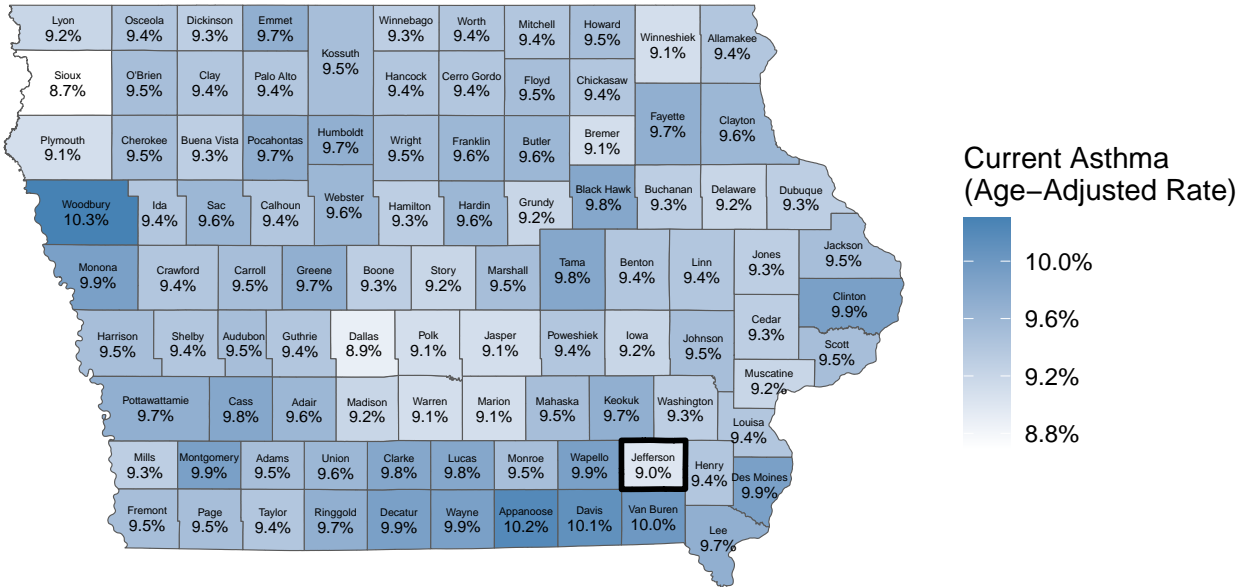 Lyon
9.2%
Osceola
9.4%
Dickinson
9.3%
Emmet
9.7%
Kossuth
9.5%
Winnebago
9.3%
Worth
9.4%
Mitchell
9.4%
Howard
9.5%
Winneshiek
9.1%
Allamakee
9.4%
Sioux
8.7%
O'Brien
9.5%
Clay
9.4%
Palo Alto
9.4%
Hancock
9.4%
Cerro Gordo
9.4%
Floyd
9.5%
Chickasaw
9.4%
Fayette
9.7%
Clayton
9.6%
Plymouth
9.1%
Cherokee
9.5%
Buena Vista
9.3%
Pocahontas
9.7%
Humboldt
9.7%
Wright
9.5%
Franklin
9.6%
Butler
9.6%
Bremer
9.1%
Woodbury
10.3%
Ida
9.4%
Sac
9.6%
Calhoun
9.4%
Webster
9.6%
Hamilton
9.3%
Hardin
9.6%
Grundy
9.2%
Black Hawk
9.8%
Buchanan
9.3%
Delaware
9.2%
Dubuque
9.3%
Monona
9.9%
Crawford
9.4%
Carroll
9.5%
Greene
9.7%
Boone
9.3%
Story
9.2%
Marshall
9.5%
Tama
9.8%
Benton
9.4%
Linn
9.4%
Jones
9.3%
Jackson
9.5%
Clinton
9.9%
Harrison
9.5%
Shelby
9.4%
Audubon
9.5%
Guthrie
9.4%
Dallas
8.9%
Polk
9.1%
Jasper
9.1%
Poweshiek
9.4%
Iowa
9.2%
Johnson
9.5%
Cedar
9.3%
Scott
9.5%
Muscatine
9.2%
Pottawattamie
9.7%
Cass
9.8%
Adair
9.6%
Madison
9.2%
Warren
9.1%
Marion
9.1%
Mahaska
9.5%
Keokuk
9.7%
Washington
9.3%
Louisa
9.4%
Mills
9.3%
Montgomery
9.9%
Adams
9.5%
Union
9.6%
Clarke
9.8%
Lucas
9.8%
Monroe
9.5%
Wapello
9.9%
Jefferson
9.0%
Henry
9.4%
Des Moines
9.9%
Fremont
9.5%
Page
9.5%
Taylor
9.4%
Ringgold
9.7%
Decatur
9.9%
Wayne
9.9%
Appanoose
10.2%
Davis
10.1%
Van Buren
10.0%
Lee
9.7%
Current Asthma
(Age−Adjusted Rate)
10.0%
9.6%
9.2%
8.8%